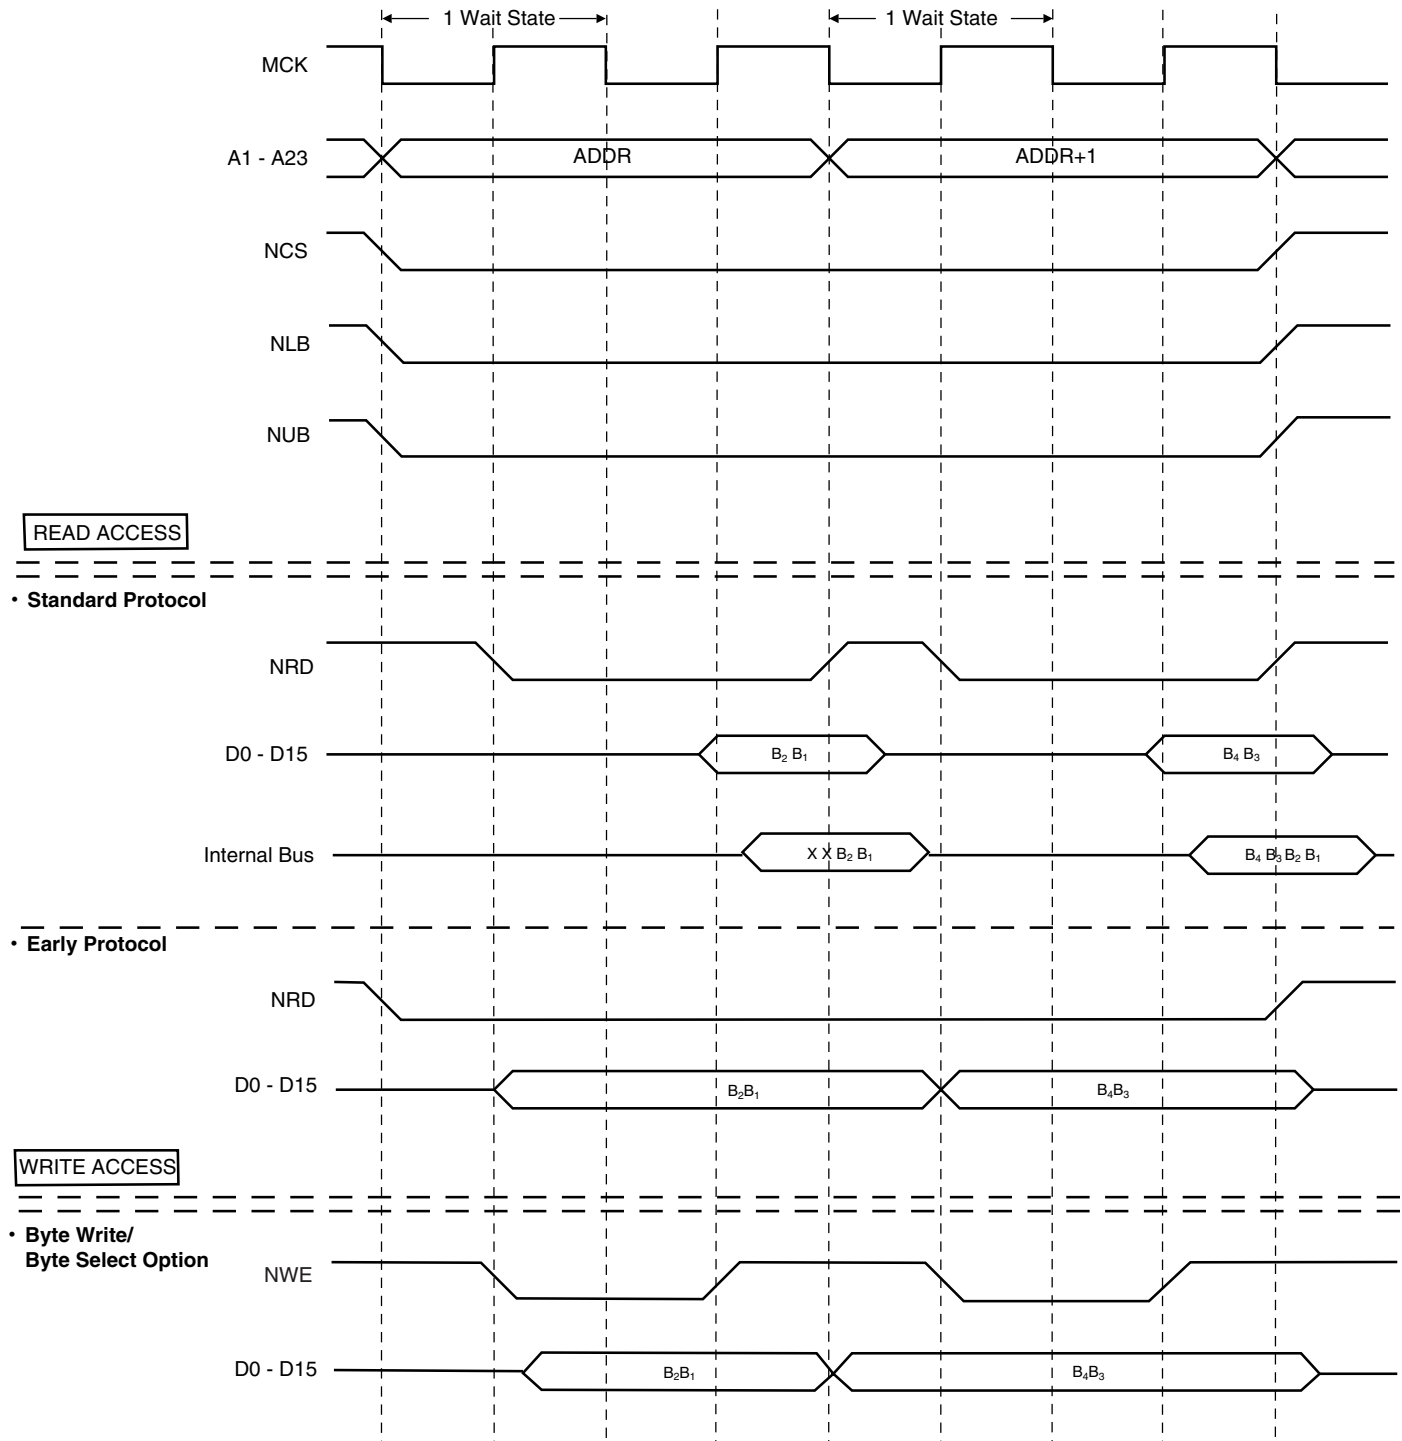 1 Wait State 1 Wait State
MCK
A1 - A23 ADDR ADDR+1
NCS
NLB
NUB
READ ACCESS
• Standard Protocol
NRD
D0 - D15 B₂ B₁ B₄ B₃
Internal Bus X X B₂ B₁ B₄ B₃ B₂ B₁
• Early Protocol
NRD
D0 - D15 B₂B₁ B₄B₃
WRITE ACCESS
• Byte Write/
Byte Select Option
NWE
D0 - D15 B₂B₁ B₄B₃